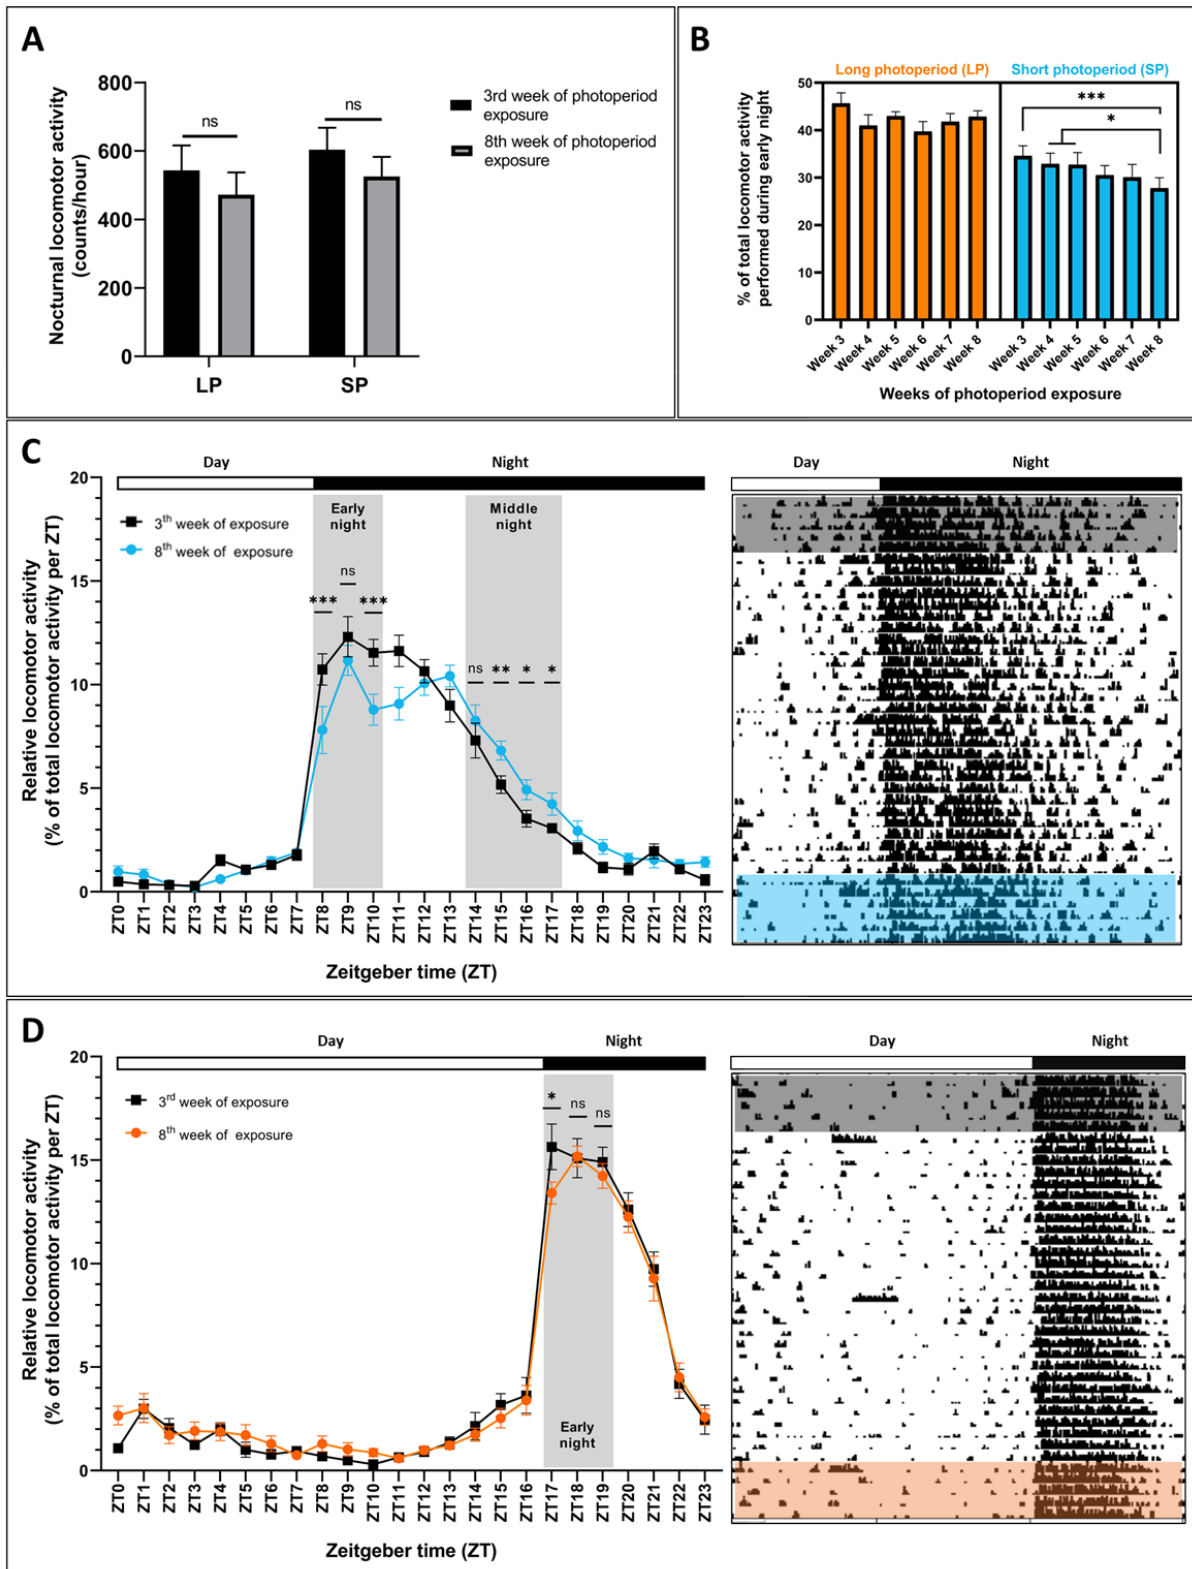 A
Nocturnal locomotor activity
(counts/hour)
800
600
400
200
0
ns
ns
LP
SP
3rd week of photoperiod
exposure
8th week of photoperiod
exposure
B
% of total locomotor activity
performed during early night
Long photoperiod (LP)
Short photoperiod (SP)
50
40
30
20
10
0
***
*
Week 3
Week 4
Week 5
Week 6
Week 7
Week 8
Week 3
Week 4
Week 5
Week 6
Week 7
Week 8
Weeks of photoperiod exposure
C
Relative locomotor activity
(% of total locomotor activity per ZT)
Day
Night
20
15
10
5
0
3th week of exposure
8th week of exposure
Early
night
Middle
night
***
ns
***
ns
**
*
*
ZT0
ZT1
ZT2
ZT3
ZT4
ZT5
ZT6
ZT7
ZT8
ZT9
ZT10
ZT11
ZT12
ZT13
ZT14
ZT15
ZT16
ZT17
ZT18
ZT19
ZT20
ZT21
ZT22
ZT23
Zeitgeber time (ZT)
Day
Night
D
Relative locomotor activity
(% of total locomotor activity per ZT)
Day
Night
20
15
10
5
0
3rd week of exposure
8th week of exposure
*
ns
ns
Early
night
ZT0
ZT1
ZT2
ZT3
ZT4
ZT5
ZT6
ZT7
ZT8
ZT9
ZT10
ZT11
ZT12
ZT13
ZT14
ZT15
ZT16
ZT17
ZT18
ZT19
ZT20
ZT21
ZT22
ZT23
Zeitgeber time (ZT)
Day
Night